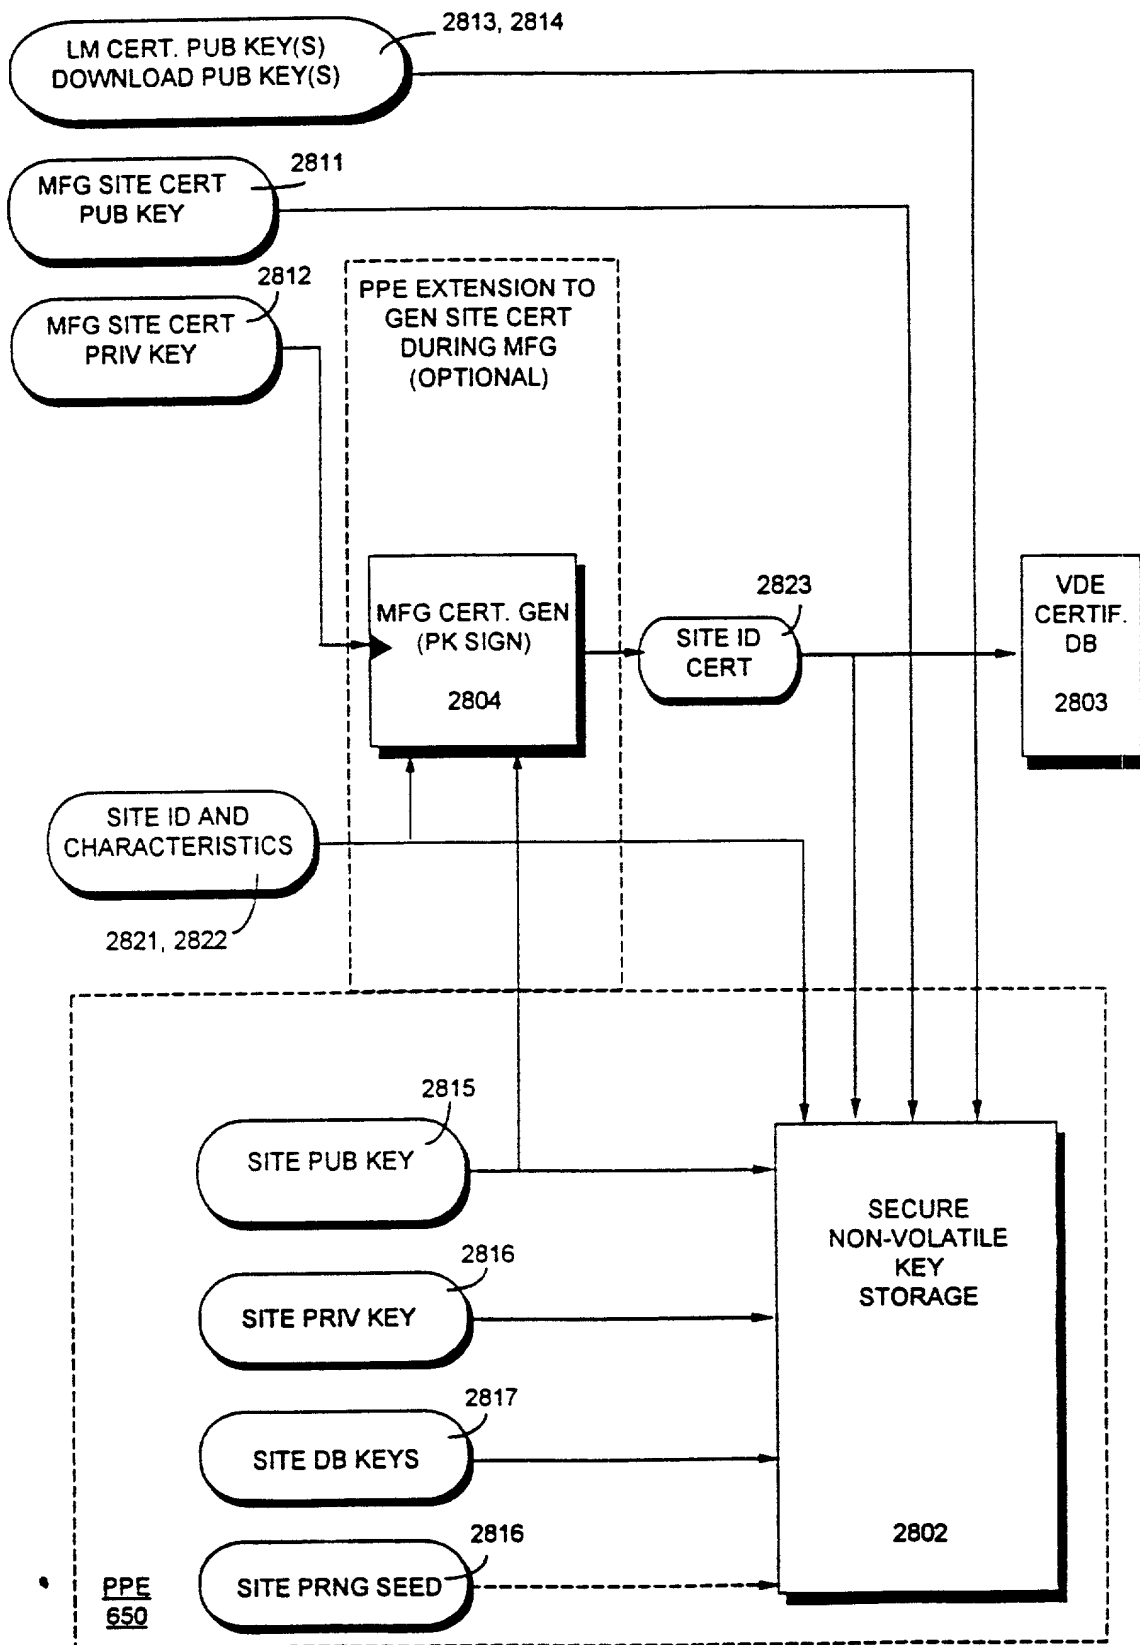 2813, 2814
LM CERT. PUB KEY(S)
DOWNLOAD PUB KEY(S)
2811
MFG SITE CERT
PUB KEY
2812
MFG SITE CERT
PRIV KEY
PPE EXTENSION TO
GEN SITE CERT
DURING MFG
(OPTIONAL)
MFG CERT. GEN
(PK SIGN)
2804
2823
SITE ID
CERT
VDE
CERTIF.
DB
2803
SITE ID AND
CHARACTERISTICS
2821, 2822
2815
SITE PUB KEY
2816
SITE PRIV KEY
2817
SITE DB KEYS
2816
SITE PRNG SEED
SECURE
NON-VOLATILE
KEY
STORAGE
2802
PPE
650